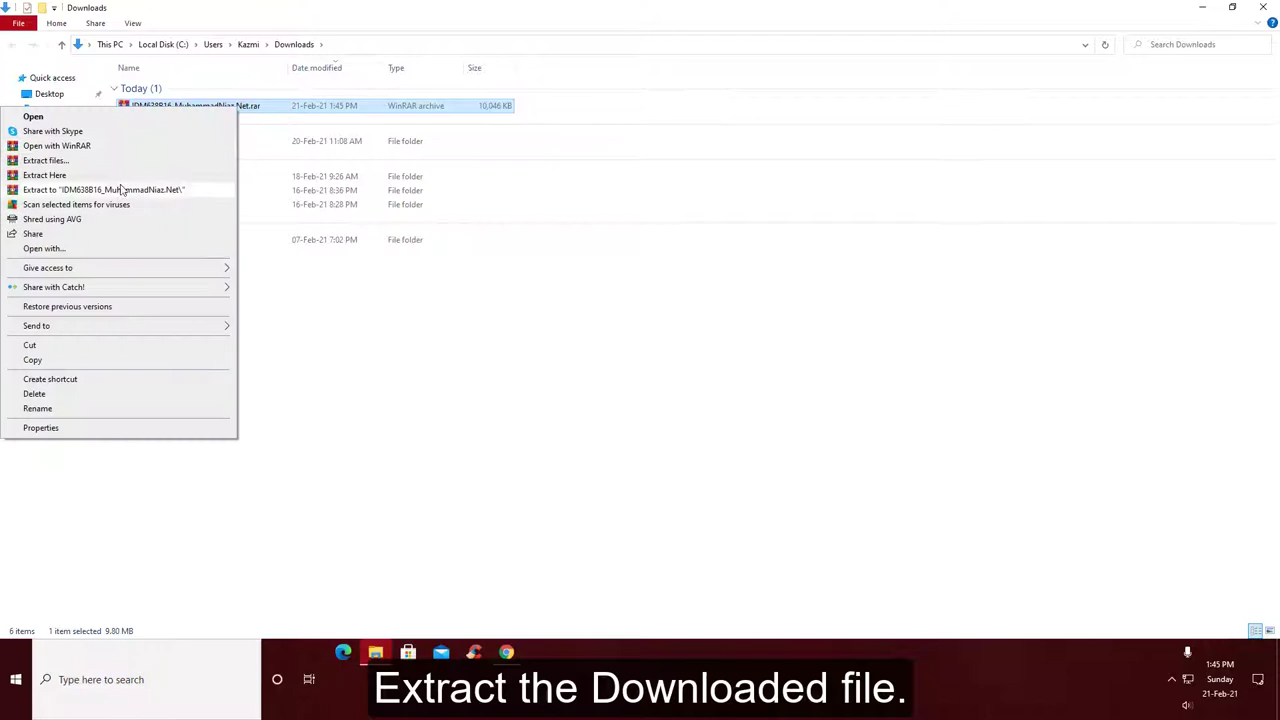 Downloads
File
Home
Share
View
This PC
Local Disk (C:)
Users
Kazmi
Downloads
Search Downloads
Name
Date modified
Type
Size
Quick access
Today (1)
Desktop
IDM638B16_MuhammadNiaz.Net.rar
21-Feb-21 1:45 PM
WinRAR archive
10,046 KB
20-Feb-21 11:08 AM
File folder
18-Feb-21 9:26 AM
File folder
16-Feb-21 8:36 PM
File folder
16-Feb-21 8:28 PM
File folder
07-Feb-21 7:02 PM
File folder
Open
Share with Skype
Open with WinRAR
Extract files...
Extract Here
Extract to "IDM638B16_MuhammadNiaz.Net\"
Scan selected items for viruses
Shred using AVG
Share
Open with...
Give access to
Share with Catch!
Restore previous versions
Send to
Cut
Copy
Create shortcut
Delete
Rename
Properties
6 items
1 item selected 9.80 MB
Type here to search
Extract the Downloaded file.
1:45 PM
Sunday
21-Feb-21